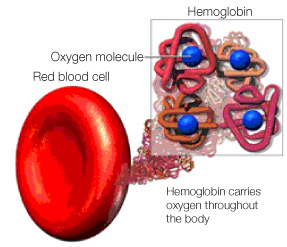 Hemoglobin
Oxygen molecule
Red blood cell
Hemoglobin carries
oxygen throughout
the body